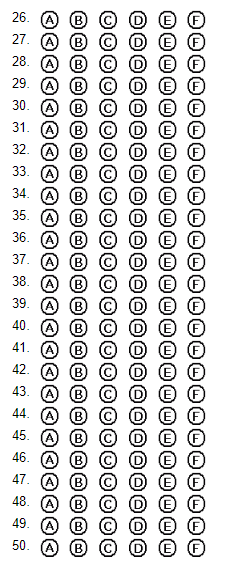 26. A B C D E F
27. A B C D E F
28. A B C D E F
29. A B C D E F
30. A B C D E F
31. A B C D E F
32. A B C D E F
33. A B C D E F
34. A B C D E F
35. A B C D E F
36. A B C D E F
37. A B C D E F
38. A B C D E F
39. A B C D E F
40. A B C D E F
41. A B C D E F
42. A B C D E F
43. A B C D E F
44. A B C D E F
45. A B C D E F
46. A B C D E F
47. A B C D E F
48. A B C D E F
49. A B C D E F
50. A B C D E F